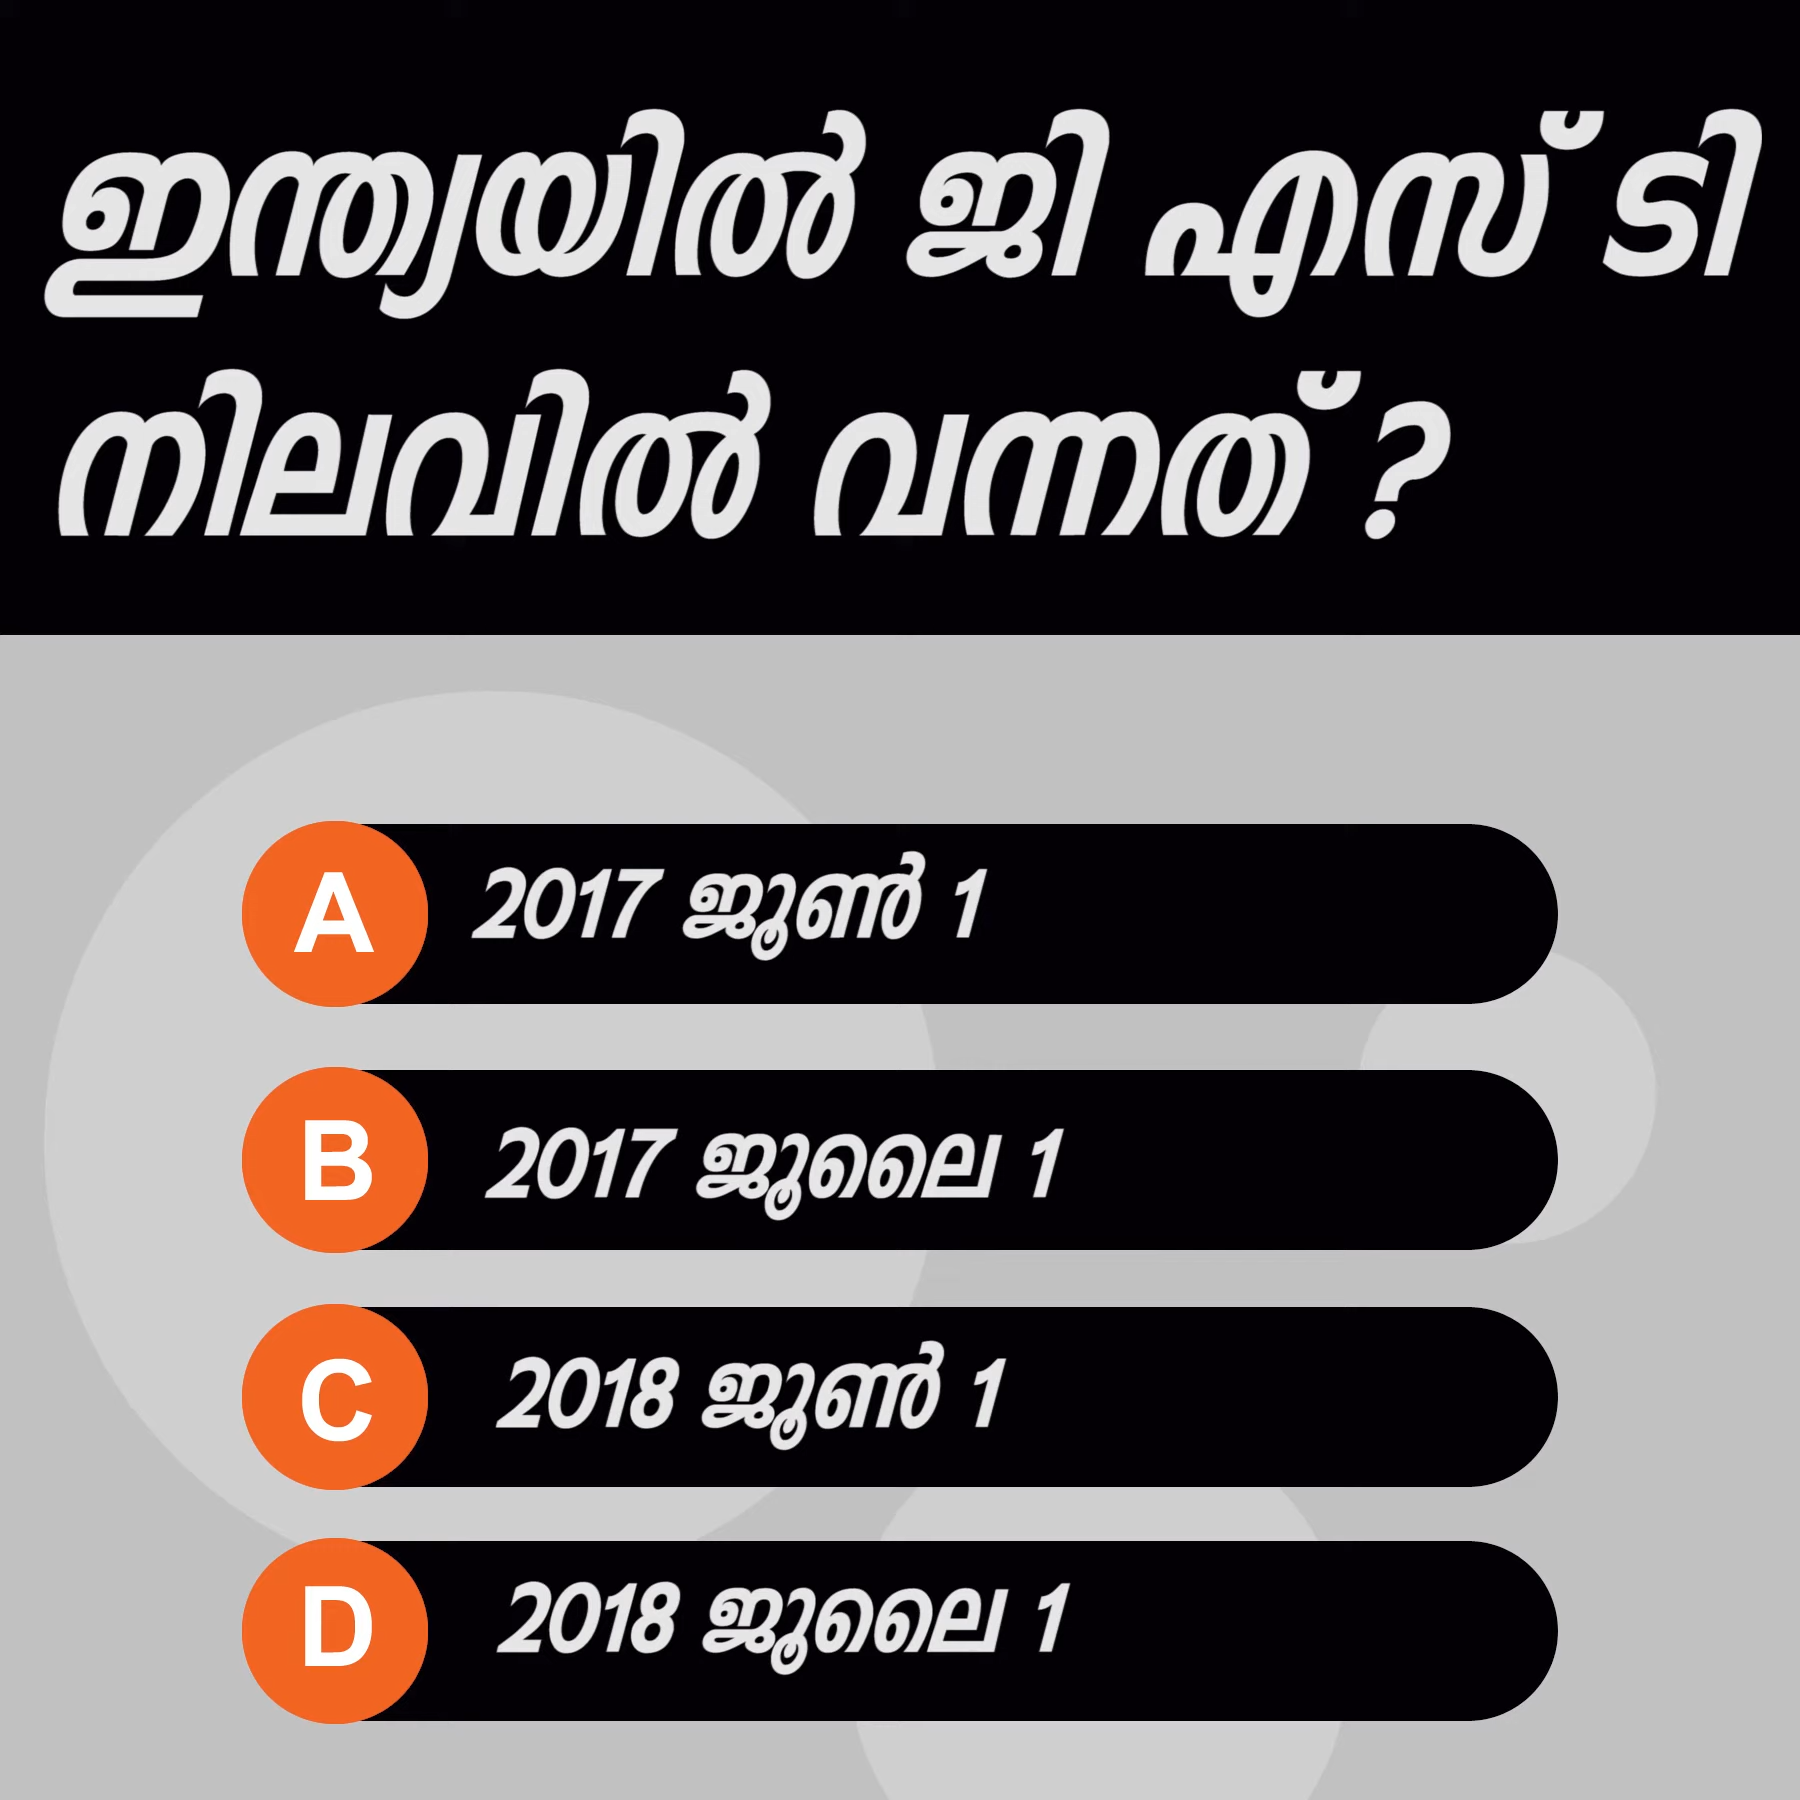 ഇന്ത്യയിൽ ജി എസ് ടി
നിലവിൽ വന്നത് ?
A 2017 ജൂൺ 1
B 2017 ജൂലൈ 1
C 2018 ജൂൺ 1
D 2018 ജൂലൈ 1